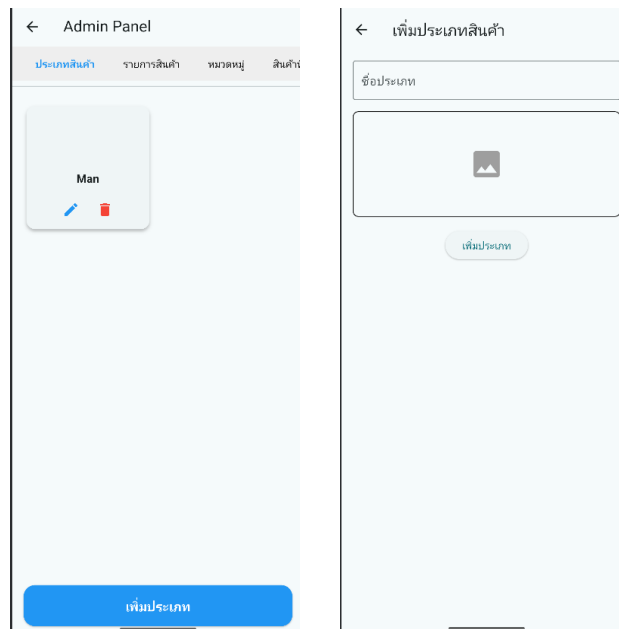 Admin Panel
ประเภทสินค้า รายการสินค้า หมวดหมู่
Man
เพิ่มประเภท
เพิ่มประเภทสินค้า
ชื่อประเภท
เพิ่มประเภท